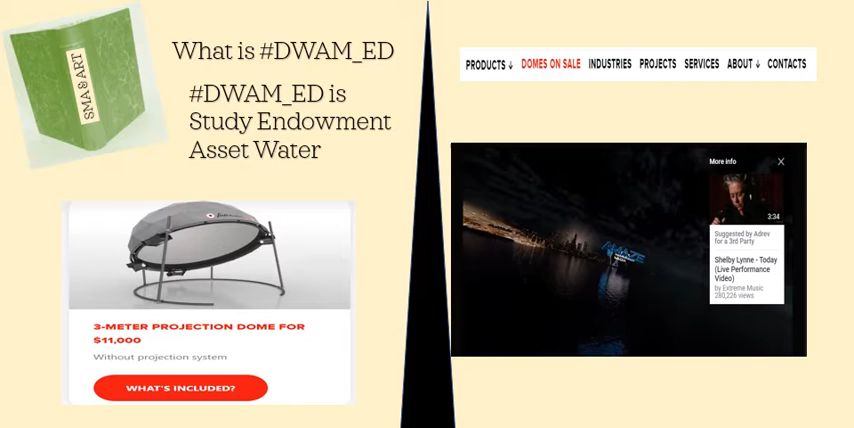 SMA & ART
What is #DWAM_ED
#DWAM_ED is
Study Endowment
Asset Water
3-METER PROJECTION DOME FOR
$11,000
Without projection system
WHAT'S INCLUDED?
PRODUCTS ↓ DOMES ON SALE INDUSTRIES PROJECTS SERVICES ABOUT ↓ CONTACTS
More info X
3:34
Suggested by Adrev
for a 3rd Party
Shelby Lynne - Today
(Live Performance
Video)
by Extreme Music
280,226 views